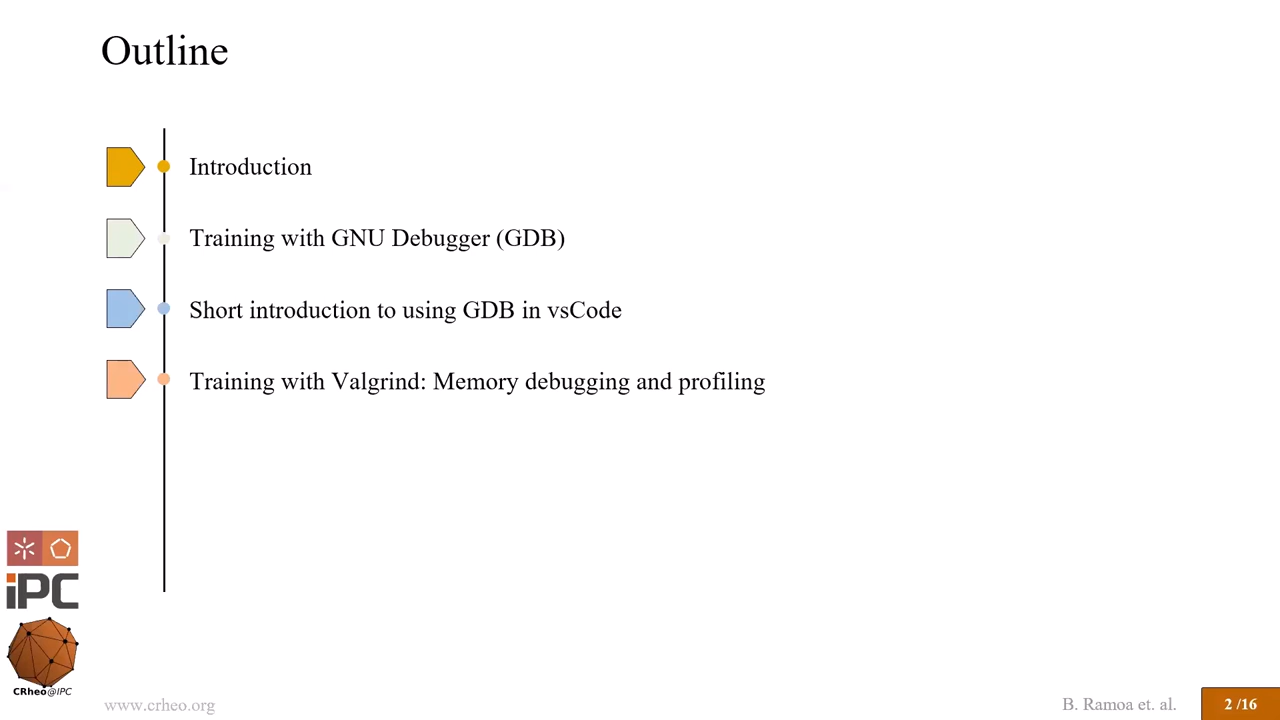 Outline
Introduction
Training with GNU Debugger (GDB)
Short introduction to using GDB in vsCode
Training with Valgrind: Memory debugging and profiling
iPC
CRheo@IPC
www.crheo.org
B. Ramoa et. al.
2 /16